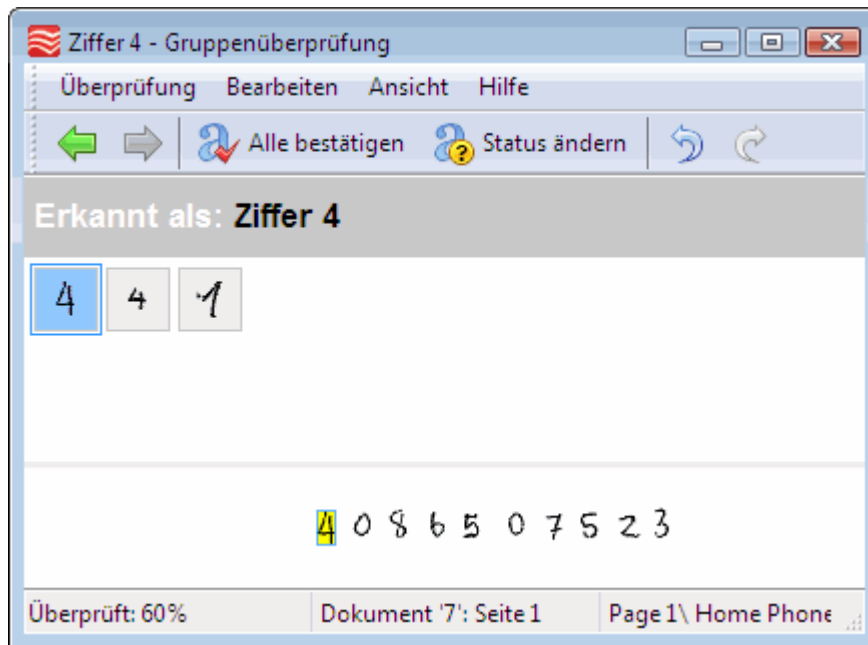 Ziffer 4 - Gruppenüberprüfung
Überprüfung Bearbeiten Ansicht Hilfe
Alle bestätigen Status ändern
Erkannt als: Ziffer 4
4 4 1
4 0 8 6 5 0 7 5 2 3
Überprüft: 60% Dokument '7': Seite 1 Page 1\ Home Phone